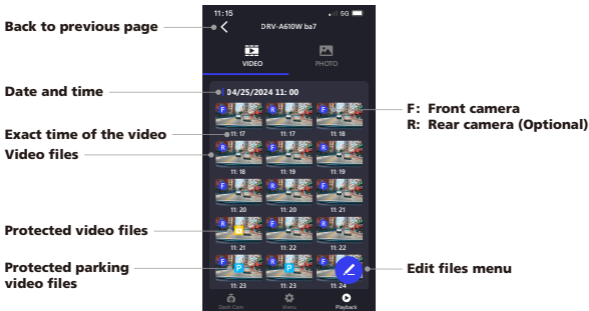 Back to previous page
Date and time
Exact time of the video
Video files
Protected video files
Protected parking
video files
11:15
5G
DRV-A610W ba7
VIDEO
PHOTO
04/25/2024 11: 00
F R F
11: 17 11: 17 11: 18
R F R
11: 18 11: 19 11: 19
F R F
11: 20 11: 20 11: 21
R F R
11: 21 11: 22 11: 22
F P R P F
11: 23 11: 23 11: 24
Dash Cam Menu Playback
F: Front camera
R: Rear camera (Optional)
Edit files menu